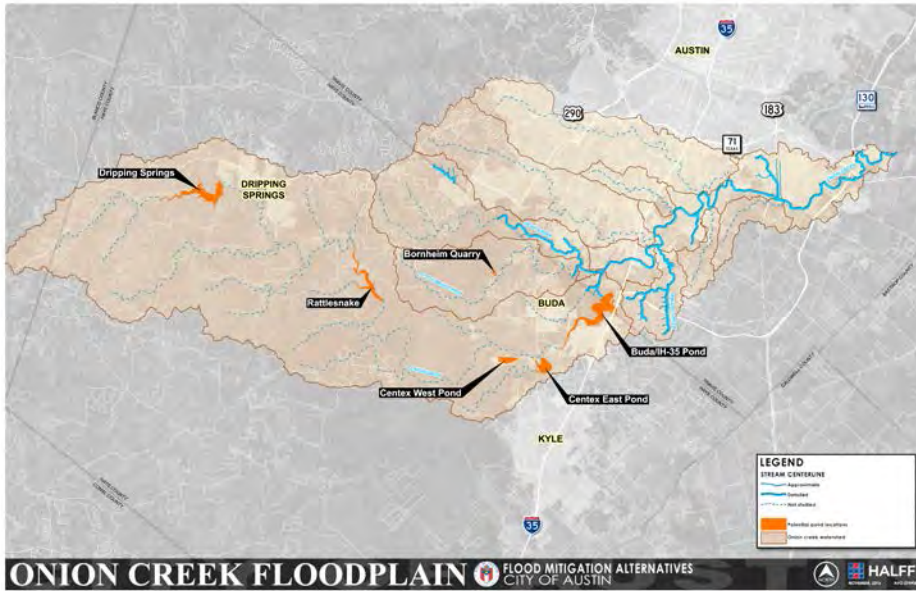 35
AUSTIN
290
183
130
71
Dripping Springs
DRIPPING
SPRINGS
Bornheim Quarry
Rattlesnake
BUDA
Buda/IH-35 Pond
Centex West Pond
Centex East Pond
KYLE
35
LEGEND
STREAM CENTERLINE
Approximate
Detailed
Not studied
Potential pond locations
Onion creek watershed
ONION CREEK FLOODPLAIN
FLOOD MITIGATION ALTERNATIVES
CITY OF AUSTIN
NORTH
HALFF